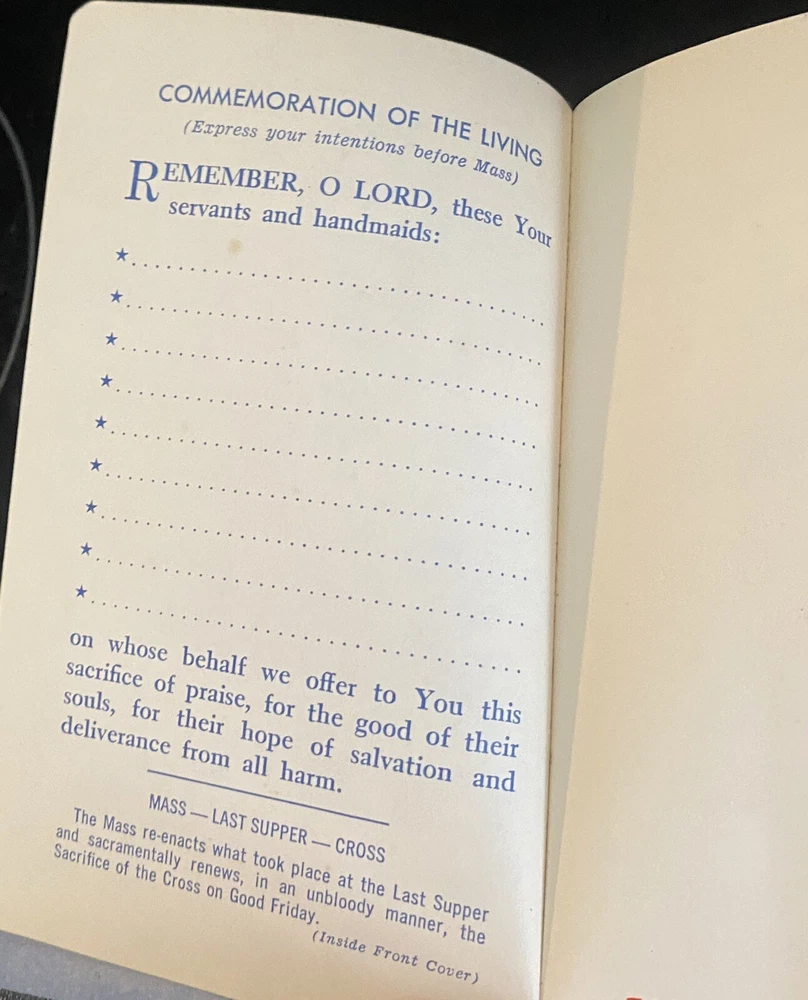 COMMEMORATION OF THE LIVING
(Express your intentions before Mass)
REMEMBER, O LORD, these Your
servants and handmaids:
★........................................
★........................................
★........................................
★........................................
★........................................
★........................................
★........................................
★........................................
★........................................
on whose behalf we offer to You this
sacrifice of praise, for the good of their
souls, for their hope of salvation and
deliverance from all harm.
MASS — LAST SUPPER — CROSS
The Mass re-enacts what took place at the Last Supper
and sacramentally renews, in an unbloody manner, the
Sacrifice of the Cross on Good Friday.
(Inside Front Cover)